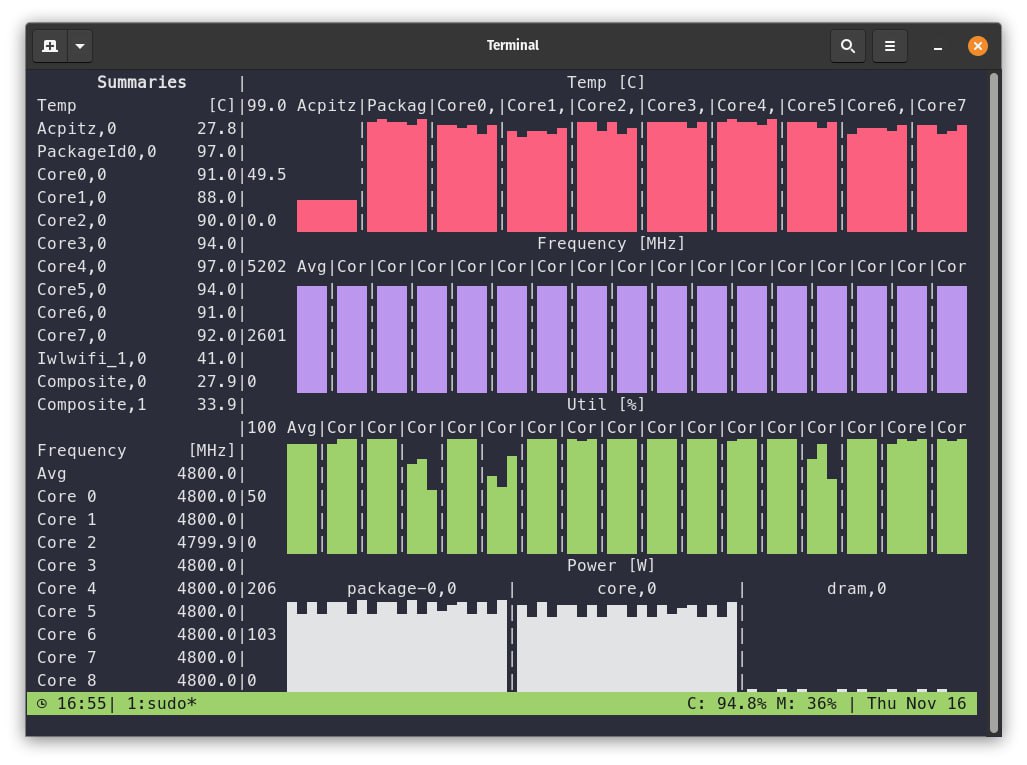 Terminal
Summaries | Temp [C]
Temp [C]|99.0 Acpitz|Packag|Core0,|Core1,|Core2,|Core3,|Core4,|Core5|Core6,|Core7
Acpitz,0 27.8|
PackageId0,0 97.0|
Core0,0 91.0|49.5
Core1,0 88.0|
Core2,0 90.0|0.0
Core3,0 94.0| Frequency [MHz]
Core4,0 97.0|5202 Avg|Cor|Cor|Cor|Cor|Cor|Cor|Cor|Cor|Cor|Cor|Cor|Cor|Cor|Cor|Cor|Cor
Core5,0 94.0|
Core6,0 91.0|
Core7,0 92.0|2601
Iwlwifi_1,0 41.0|
Composite,0 27.9|0
Composite,1 33.9| Util [%]
|100 Avg|Cor|Cor|Cor|Cor|Cor|Cor|Cor|Cor|Cor|Cor|Cor|Cor|Cor|Cor|Core|Cor
Frequency [MHz]|
Avg 4800.0|
Core 0 4800.0|50
Core 1 4800.0|
Core 2 4799.9|0
Core 3 4800.0| Power [W]
Core 4 4800.0|206 package-0,0 | core,0 | dram,0
Core 5 4800.0|
Core 6 4800.0|103
Core 7 4800.0|
Core 8 4800.0|0
16:55| 1:sudo* C: 94.8% M: 36% | Thu Nov 16